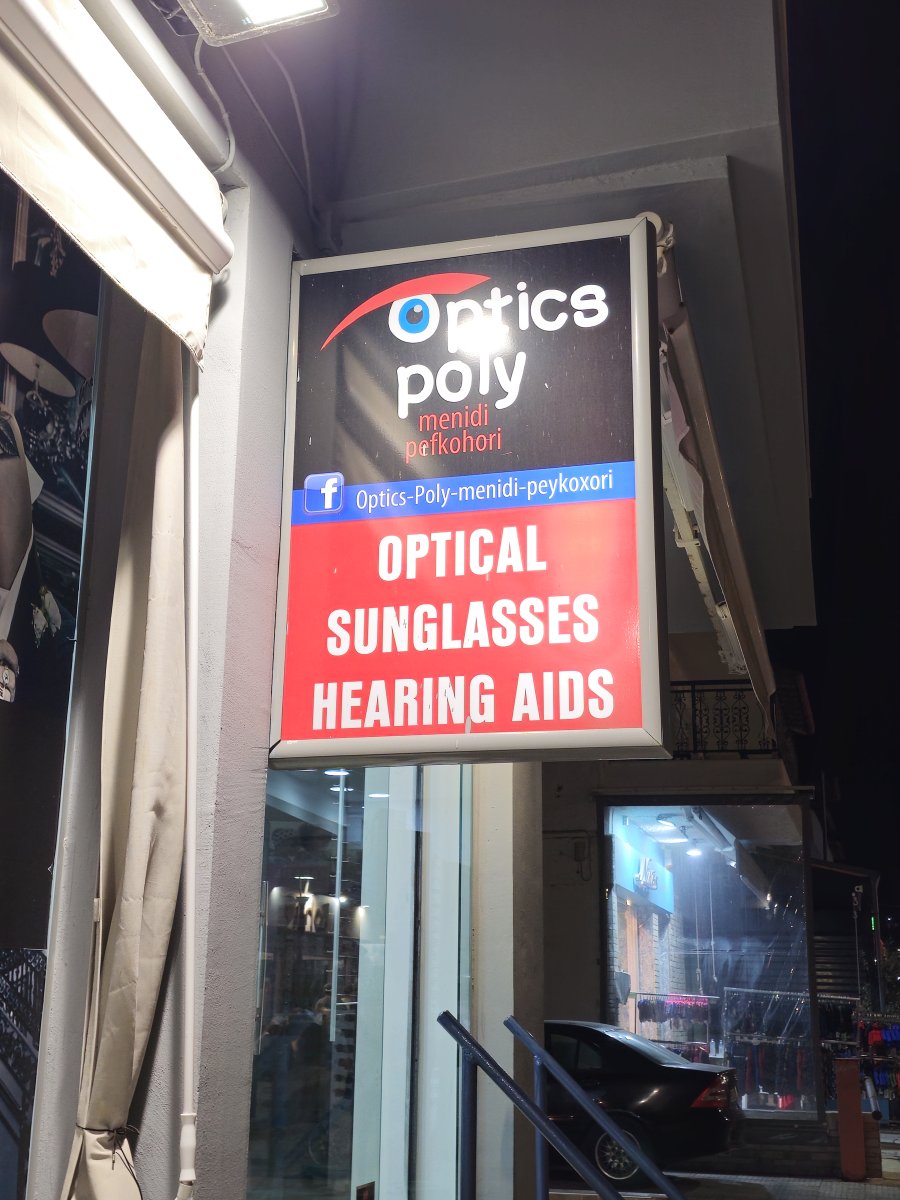 Optics
poly
menidi
pefkohori
f Optics-Poly-menidi-peykoxori
OPTICAL
SUNGLASSES
HEARING AIDS